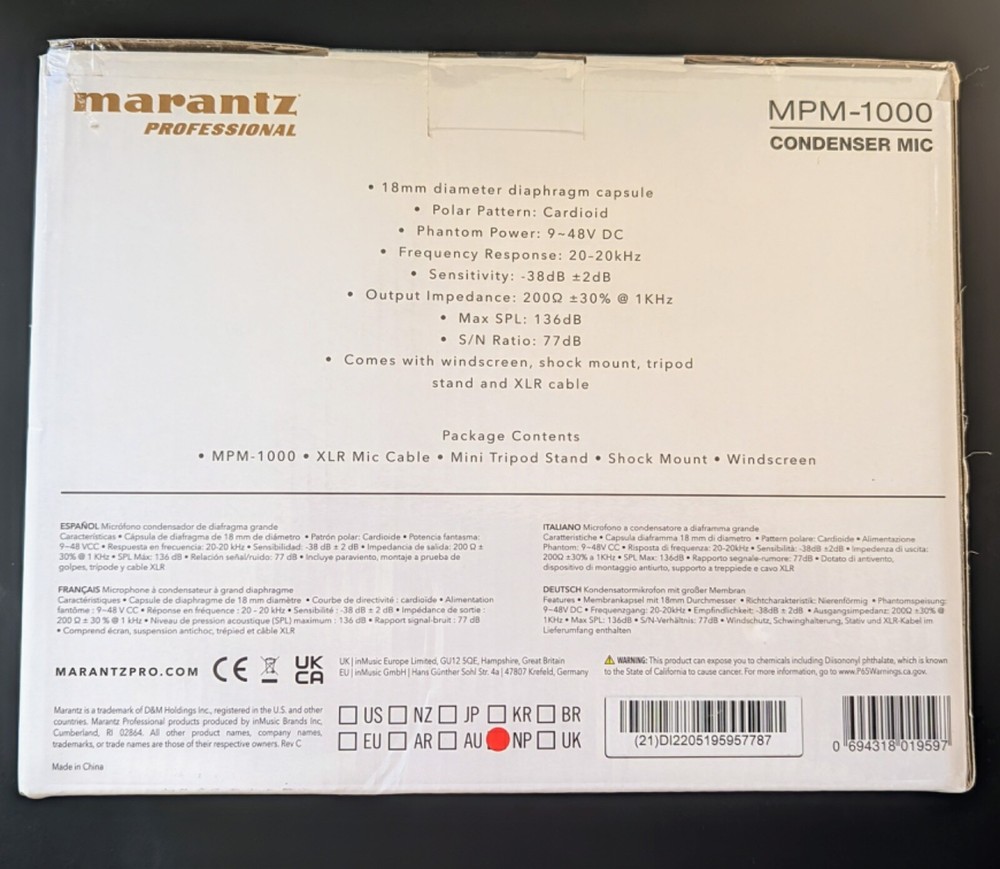 marantz
PROFESSIONAL
MPM-1000
CONDENSER MIC
• 18mm diameter diaphragm capsule
• Polar Pattern: Cardioid
• Phantom Power: 9~48V DC
• Frequency Response: 20-20kHz
• Sensitivity: -38dB ±2dB
• Output Impedance: 200Ω ±30% @ 1KHz
• Max SPL: 136dB
• S/N Ratio: 77dB
• Comes with windscreen, shock mount, tripod
stand and XLR cable
Package Contents
• MPM-1000 • XLR Mic Cable • Mini Tripod Stand • Shock Mount • Windscreen
ESPAÑOL Micrófono condensador de diafragma grande
Características • Cápsula de diafragma de 18 mm de diámetro • Patrón polar: Cardioide • Potencia fantasma:
9~48 VCC • Respuesta en frecuencia: 20-20 kHz • Sensibilidad: -38 dB ± 2 dB • Impedancia de salida: 200 Ω ±
30% @ 1 KHz • SPL Máx: 136 dB • Relación señal/ruido: 77 dB • Incluye paraviento, montaje a prueba de
golpes, trípode y cable XLR
FRANÇAIS Microphone à condensateur à grand diaphragme
Caractéristiques • Capsule de diaphragme de 18 mm diamètre • Courbe de directivité : cardioïde • Alimentation
fantôme : 9~48 V CC • Réponse en fréquence : 20 - 20 kHz • Sensibilité : -38 dB ± 2 dB • Impédance de sortie :
200 Ω ± 30 % @ 1 kHz • Niveau de pression acoustique (SPL) maximum : 136 dB • Rapport signal-bruit : 77 dB
• Comprend écran, suspension antichoc, trépied et câble XLR
ITALIANO Microfono a condensatore a diaframma grande
Caratteristiche • Capsula diaframma 18 mm di diametro • Pattern polare: Cardioide • Alimentazione
Phantom: 9~48V CC • Risposta di frequenza: 20-20kHz • Sensibilità: -38dB ±2dB • Impedenza di uscita:
200Ω ±30% a 1KHz • SPL Max: 136dB • Rapporto segnale-rumore: 77dB • Dotato di antivento,
dispositivo di montaggio antiurto, supporto a treppiede e cavo XLR
DEUTSCH Kondensatormikrofon mit großer Membran
Features • Membrankapsel mit 18mm Durchmesser • Richtcharakteristik: Nierenförmig • Phantomspeisung:
9~48V DC • Frequenzgang: 20-20kHz • Empfindlichkeit: -38dB ± 2dB • Ausgangsimpedanz: 200Ω ±30% @
1KHz • Max SPL: 136dB • S/N-Verhältnis: 77dB • Windschutz, Schwinghalterung, Stativ und XLR-Kabel im
Lieferumfang enthalten
MARANTZPRO.COM CE UK CA
UK | inMusic Europe Limited, GU12 5QE, Hampshire, Great Britain
EU | inMusic GmbH | Hans Günther Sohl Str. 4a | 47807 Krefeld, Germany
WARNING: This product can expose you to chemicals including Diisononyl phthalate, which is known
to the State of California to cause cancer. For more information, go to www.P65Warnings.ca.gov.
Marantz is a trademark of D&M Holdings Inc., registered in the U.S. and other
countries. Marantz Professional products produced by inMusic Brands Inc,
Cumberland, RI 02864. All other product names, company names,
trademarks, or trade names are those of their respective owners. Rev C
Made in China
US NZ JP KR BR
EU AR AU NP UK
(21)DI2205195957787
0 694318 019597